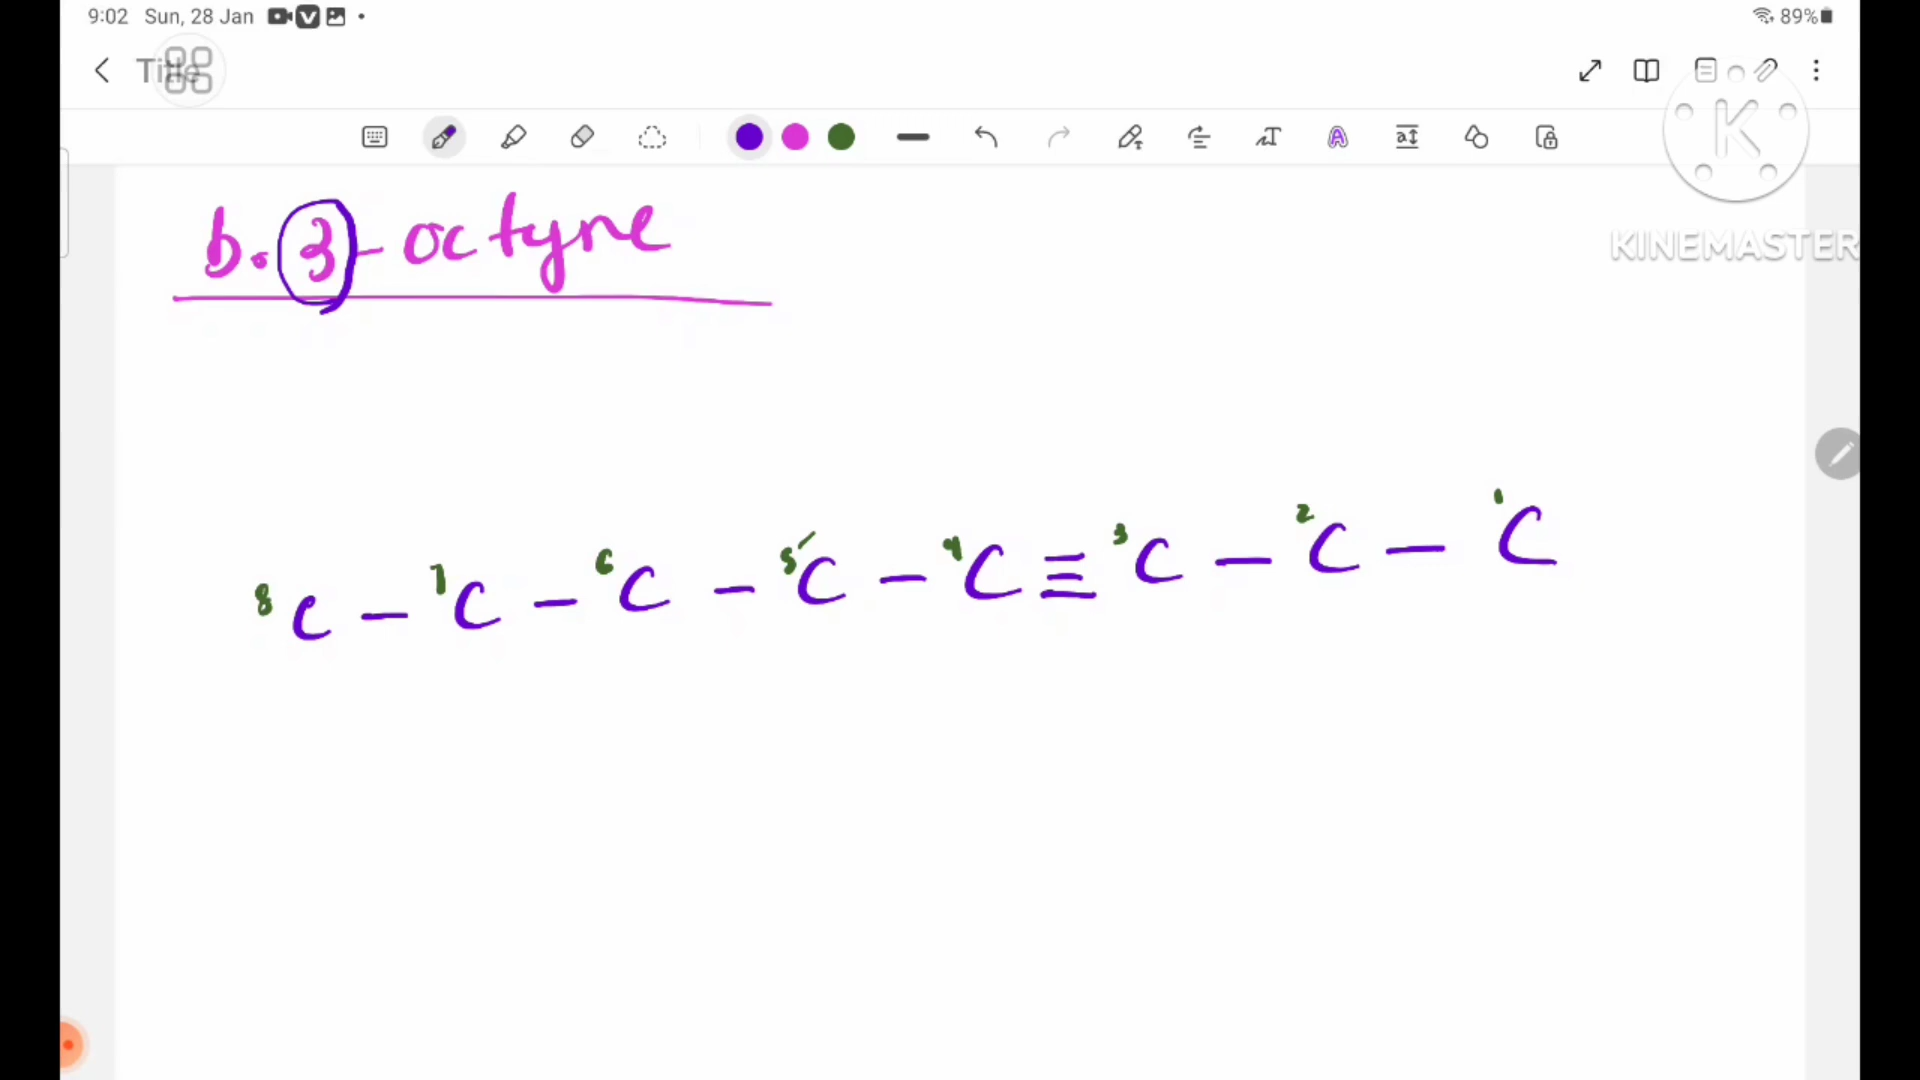 9:02 Sun, 28 Jan 89%
Title
K
KINEMASTER
b. 3 - octyne
8C - 7C - 6C - 5C - 4C ≡ 3C - 2C - 1C